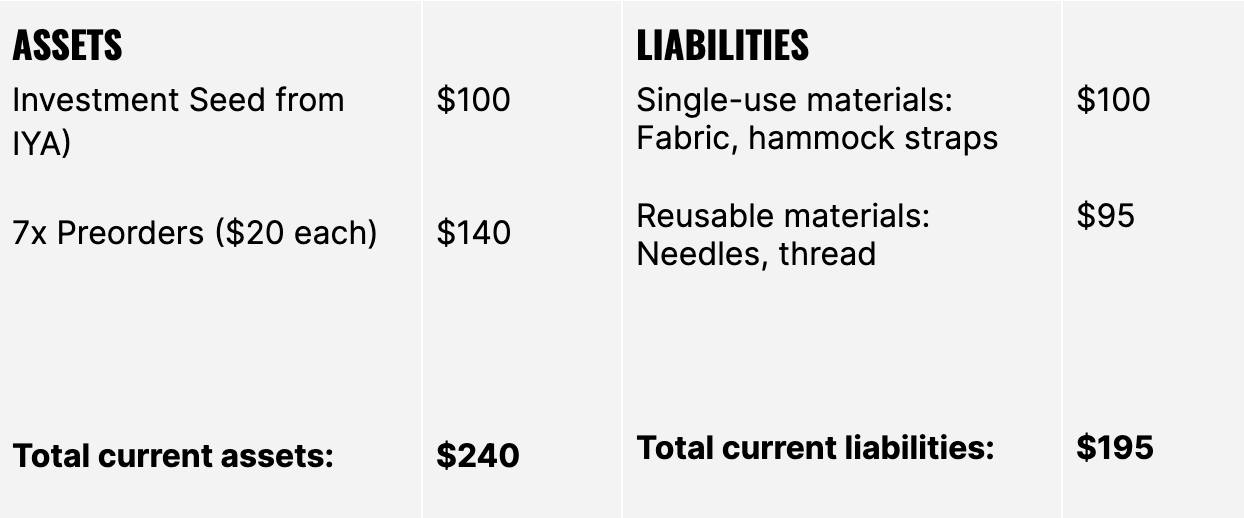 ASSETS
Investment Seed from
IYA)
$100
7x Preorders ($20 each)
$140
Total current assets:
$240
LIABILITIES
Single-use materials:
Fabric, hammock straps
$100
Reusable materials:
Needles, thread
$95
Total current liabilities:
$195